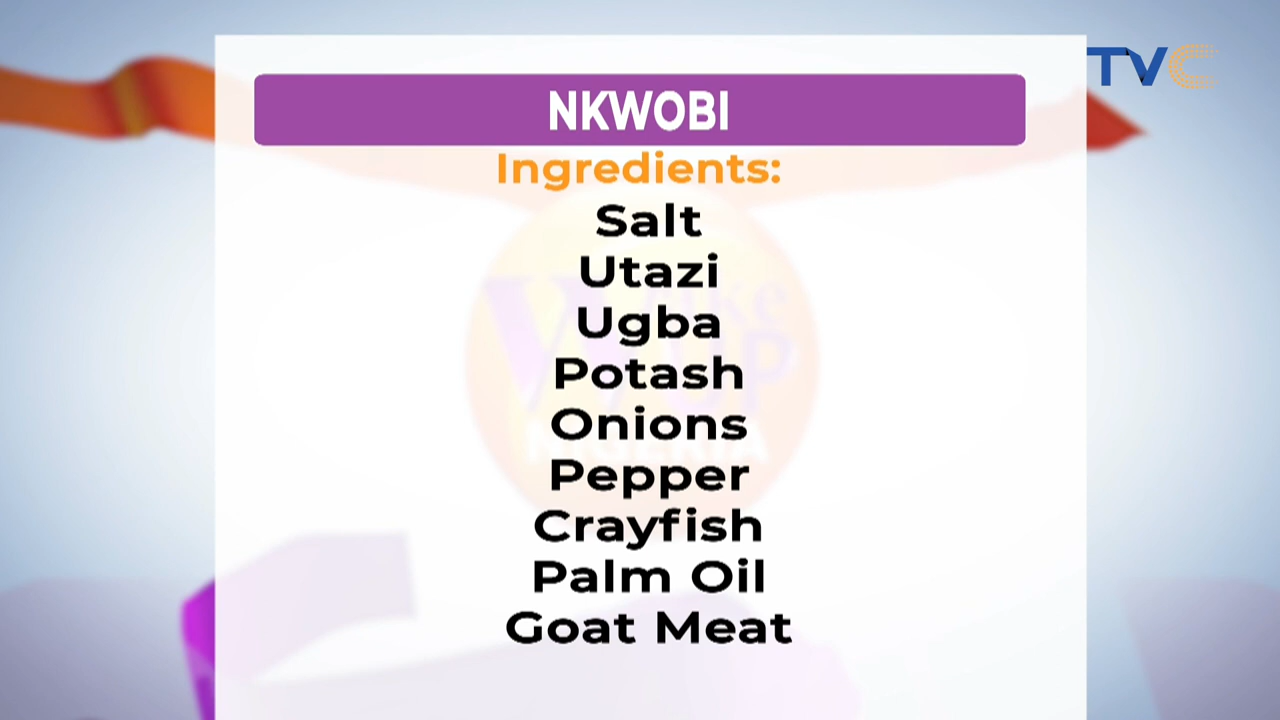 TVC
NKWOBI
Ingredients:
Salt
Utazi
Ugba
Potash
Onions
Pepper
Crayfish
Palm Oil
Goat Meat